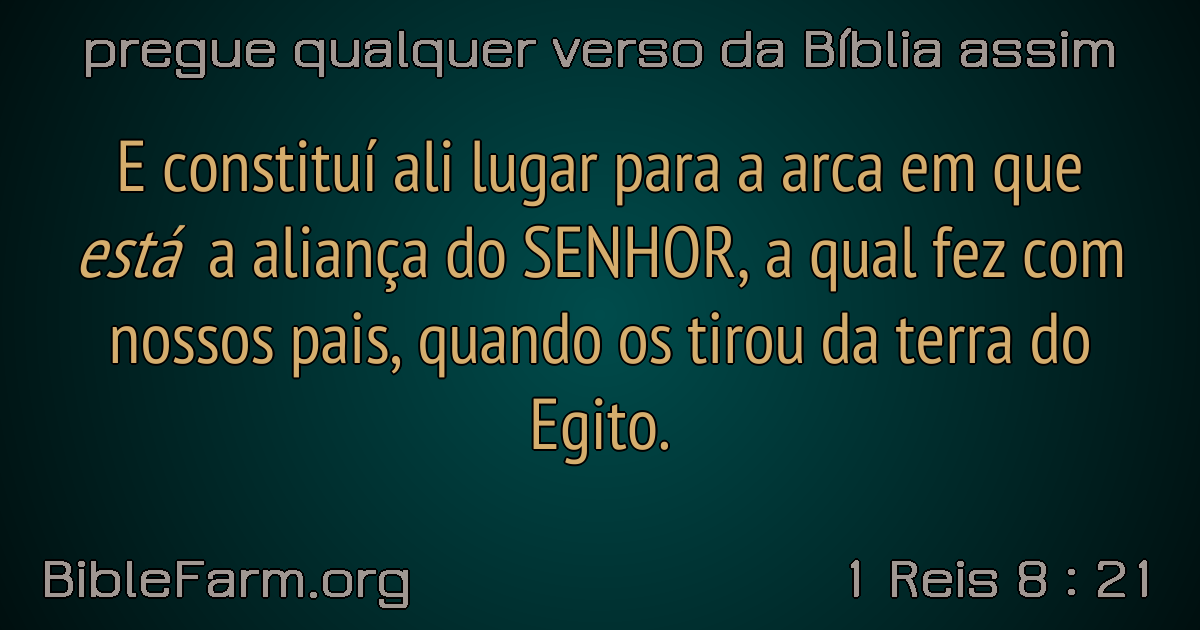 pregue qualquer verso da Bíblia assim
E constituí ali lugar para a arca em que
está a aliança do SENHOR, a qual fez com
nossos pais, quando os tirou da terra do
Egito.
BibleFarm.org
1 Reis 8 : 21